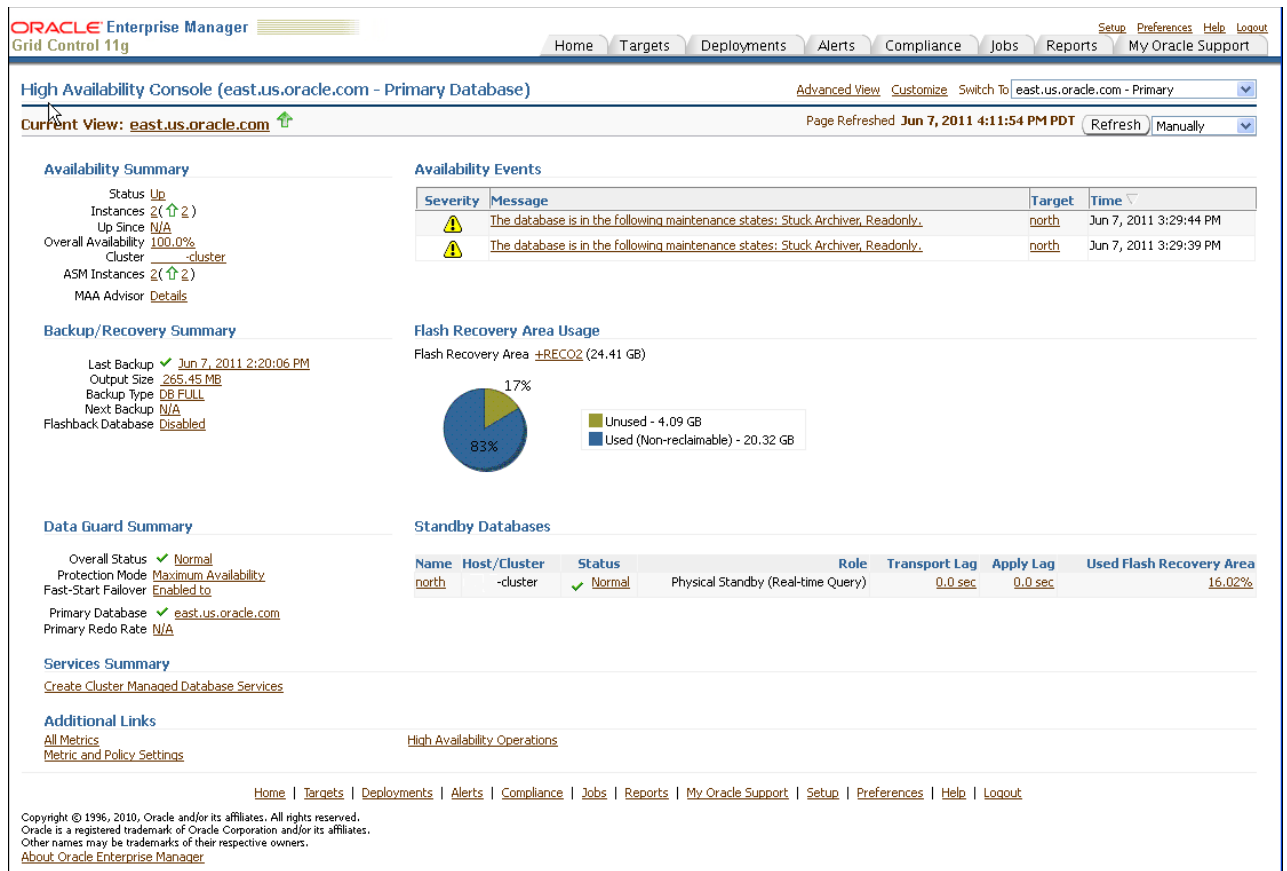 ORACLE Enterprise Manager
Grid Control 11g
Setup Preferences Help Logout
Home Targets Deployments Alerts Compliance Jobs Reports My Oracle Support
High Availability Console (east.us.oracle.com - Primary Database)
Advanced View Customize Switch To east.us.oracle.com - Primary
Current View: east.us.oracle.com
Page Refreshed Jun 7, 2011 4:11:54 PM PDT Refresh Manually
Availability Summary
Status Up
Instances 2( 2 )
Up Since N/A
Overall Availability 100.0%
Cluster -cluster
ASM Instances 2( 2 )
MAA Advisor Details
Availability Events
Severity Message Target Time
The database is in the following maintenance states: Stuck Archiver, Readonly. north Jun 7, 2011 3:29:44 PM
The database is in the following maintenance states: Stuck Archiver, Readonly. north Jun 7, 2011 3:29:39 PM
Backup/Recovery Summary
Last Backup Jun 7, 2011 2:20:06 PM
Output Size 265.45 MB
Backup Type DB FULL
Next Backup N/A
Flashback Database Disabled
Flash Recovery Area Usage
Flash Recovery Area +RECO2 (24.41 GB)
17%
83%
Unused - 4.09 GB
Used (Non-reclaimable) - 20.32 GB
Data Guard Summary
Overall Status Normal
Protection Mode Maximum Availability
Fast-Start Failover Enabled to
Primary Database east.us.oracle.com
Primary Redo Rate N/A
Standby Databases
Name Host/Cluster Status Role Transport Lag Apply Lag Used Flash Recovery Area
north -cluster Normal Physical Standby (Real-time Query) 0.0 sec 0.0 sec 16.02%
Services Summary
Create Cluster Managed Database Services
Additional Links
All Metrics
Metric and Policy Settings
High Availability Operations
Home | Targets | Deployments | Alerts | Compliance | Jobs | Reports | My Oracle Support | Setup | Preferences | Help | Logout
Copyright © 1996, 2010, Oracle and/or its affiliates. All rights reserved.
Oracle is a registered trademark of Oracle Corporation and/or its affiliates.
Other names may be trademarks of their respective owners.
About Oracle Enterprise Manager